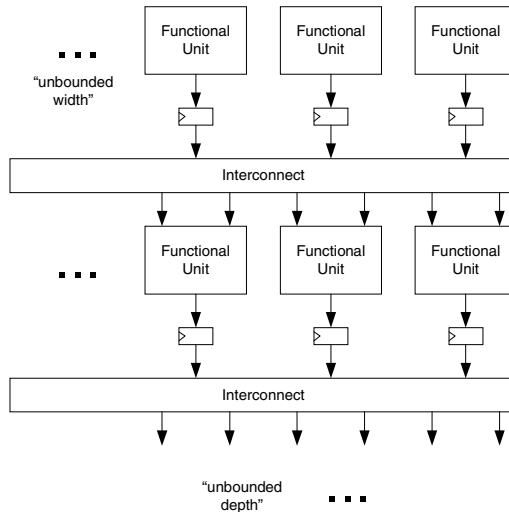 Functional
Unit
Functional
Unit
Functional
Unit
“unbounded
width”
Interconnect
Functional
Unit
Functional
Unit
Functional
Unit
Interconnect
“unbounded
depth”